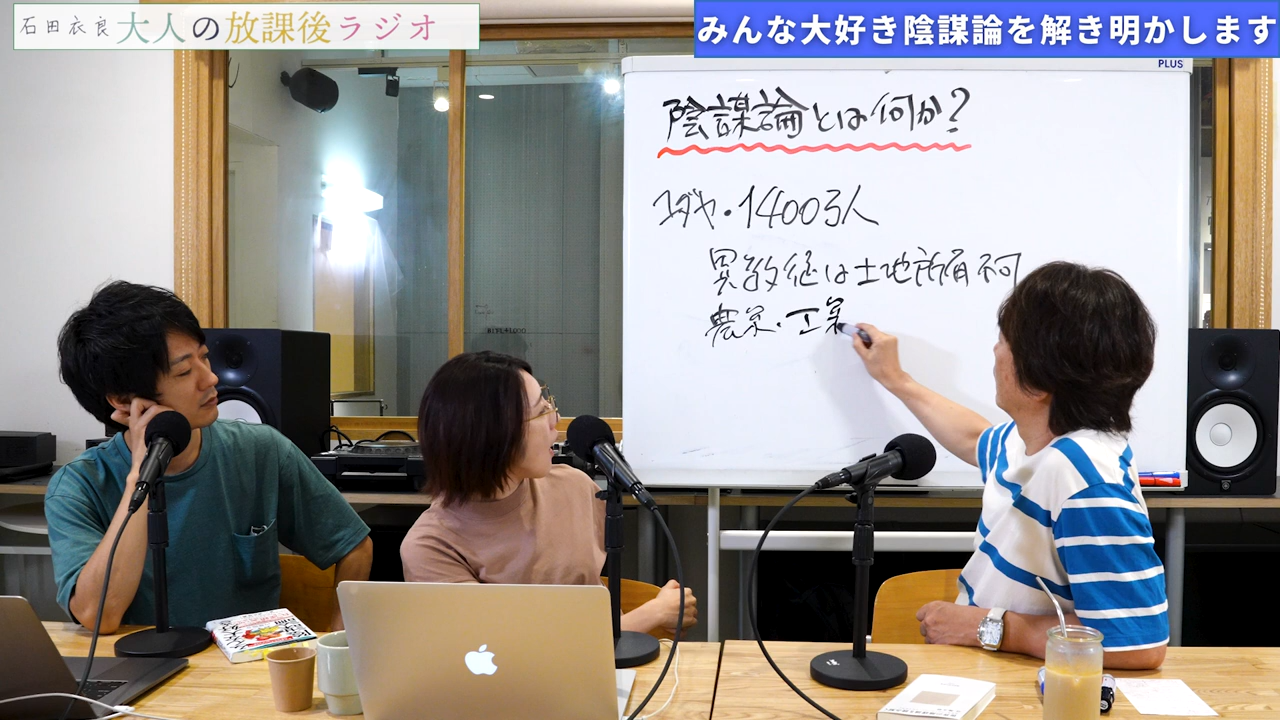 石田衣良 大人の放課後ラジオ
みんな大好き陰謀論を解き明かします
PLUS
陰謀論とは何か?
ユダヤ・1400万人
異教徒は土地所有不可
農業・工業